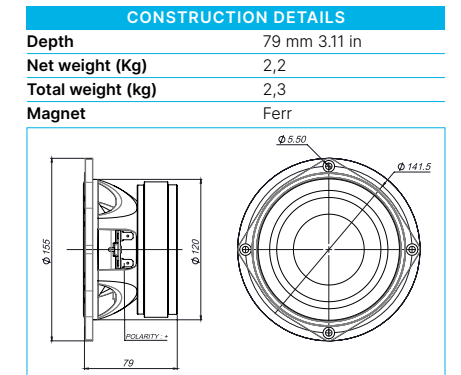 CONSTRUCTION DETAILS
Depth 79 mm 3.11 in
Net weight (Kg) 2,2
Total weight (kg) 2,3
Magnet Ferr
Φ 5.50
Φ 141.5
Φ 155
Φ 120
POLARITY : +
79